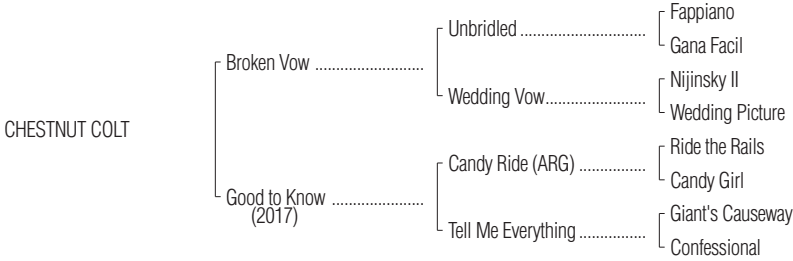 Fappiano
Unbridled ..............................
Gana Facil
Broken Vow ..........................
Nijinsky II
Wedding Vow........................
Wedding Picture
CHESTNUT COLT
Ride the Rails
Candy Ride (ARG) ................
Candy Girl
Good to Know ......................
(2017)
Giant's Causeway
Tell Me Everything ................
Confessional